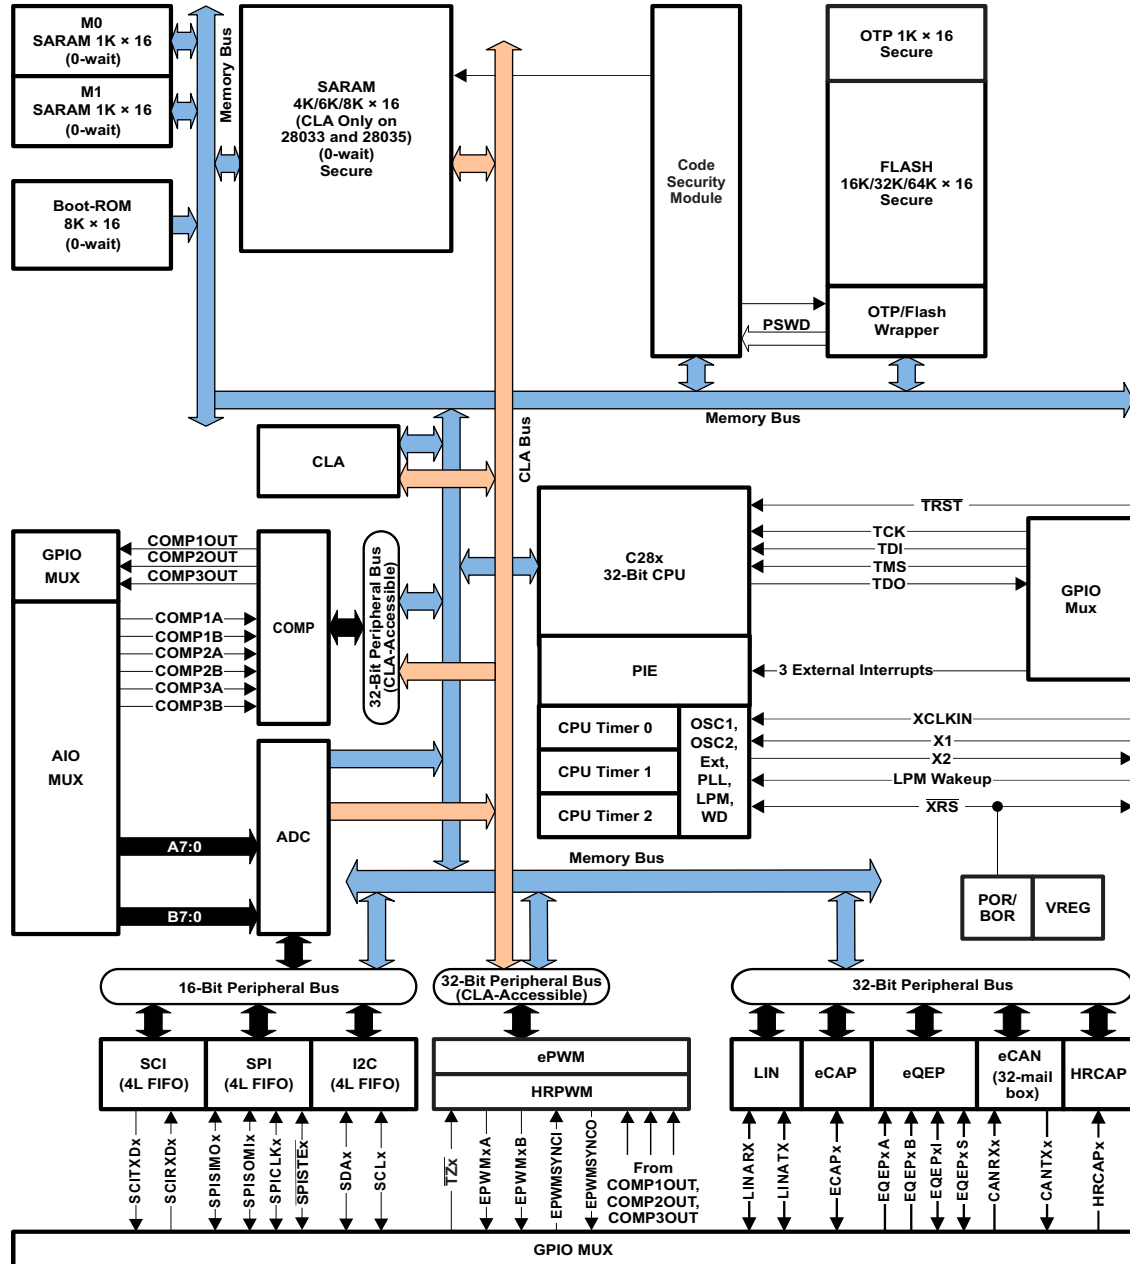 M0
SARAM 1K × 16
(0-wait)
M1
SARAM 1K × 16
(0-wait)
Boot-ROM
8K × 16
(0-wait)
Memory Bus
SARAM
4K/6K/8K × 16
(CLA Only on
28033 and 28035)
(0-wait)
Secure
CLA Bus
Code
Security
Module
OTP 1K × 16
Secure
FLASH
16K/32K/64K × 16
Secure
OTP/Flash
Wrapper
PSWD
Memory Bus
CLA
GPIO
MUX
COMP1OUT
COMP2OUT
COMP3OUT
COMP
COMP1A
COMP1B
COMP2A
COMP2B
COMP3A
COMP3B
32-Bit Peripheral Bus
(CLA-Accessible)
AIO
MUX
A7:0
B7:0
ADC
C28x
32-Bit CPU
PIE
CPU Timer 0
CPU Timer 1
CPU Timer 2
OSC1,
OSC2,
Ext,
PLL,
LPM,
WD
TRST
TCK
TDI
TMS
TDO
GPIO
Mux
3 External Interrupts
XCLKIN
X1
X2
LPM Wakeup
XRS
POR/
BOR
VREG
Memory Bus
16-Bit Peripheral Bus
32-Bit Peripheral Bus
(CLA-Accessible)
32-Bit Peripheral Bus
SCI
(4L FIFO)
SPI
(4L FIFO)
I2C
(4L FIFO)
ePWM
HRPWM
LIN
eCAP
eQEP
eCAN
(32-mail
box)
HRCAP
SCITXDx
SCIRXDx
SPISIMOx
SPISOMIx
SPICLKx
SPISTEx
SDAx
SCLx
TZx
EPWMxA
EPWMxB
EPWMSYNCI
EPWMSYNCO
From
COMP1OUT,
COMP2OUT,
COMP3OUT
LINARX
LINATX
ECAPx
EQEPxA
EQEPxB
EQEPxI
EQEPxS
CANRXx
CANTXx
HRCAPx
GPIO MUX